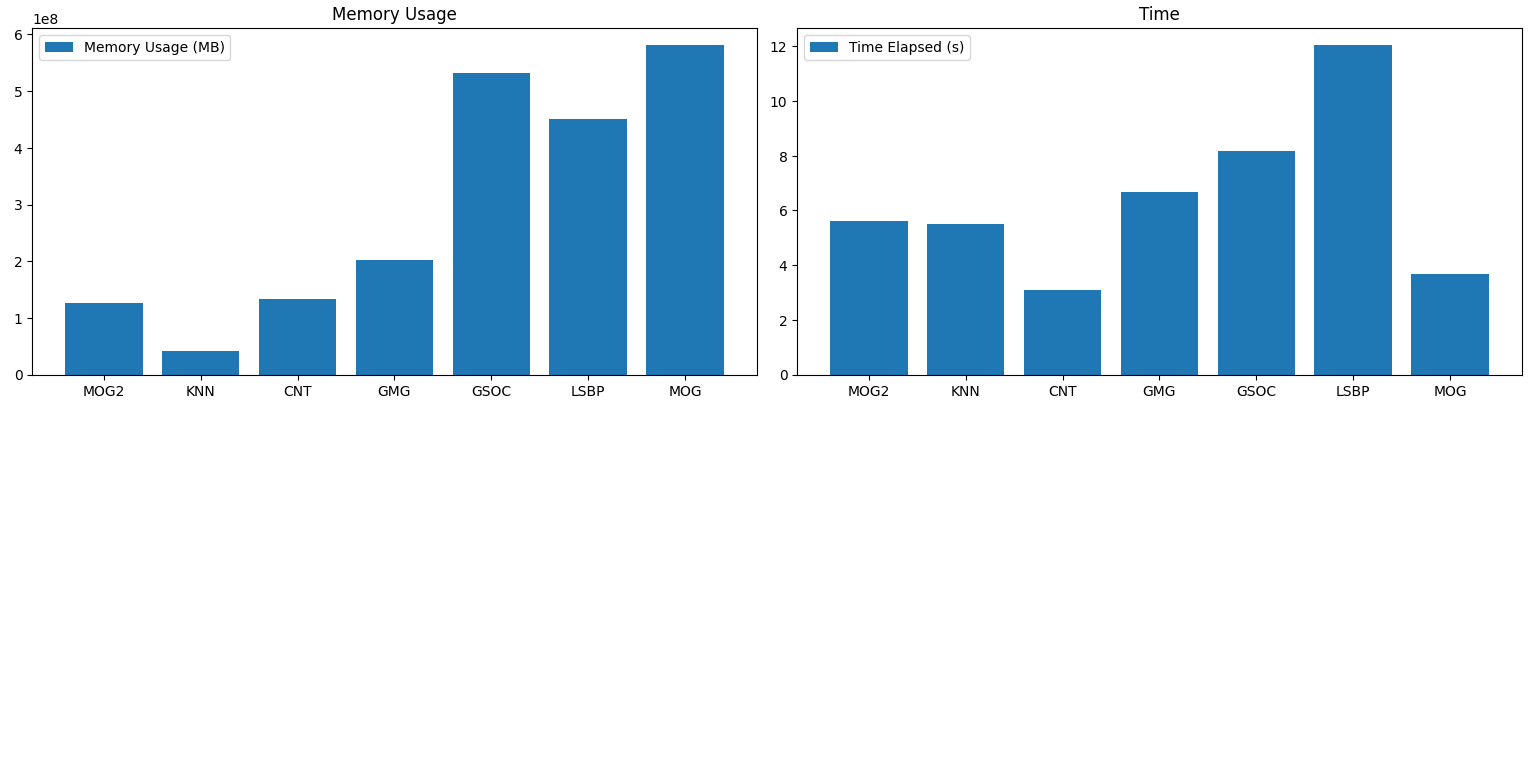 Memory Usage
1e8
Memory Usage (MB)
6
5
4
3
2
1
0
MOG2 KNN CNT GMG GSOC LSBP MOG
Time
Time Elapsed (s)
12
10
8
6
4
2
0
MOG2 KNN CNT GMG GSOC LSBP MOG